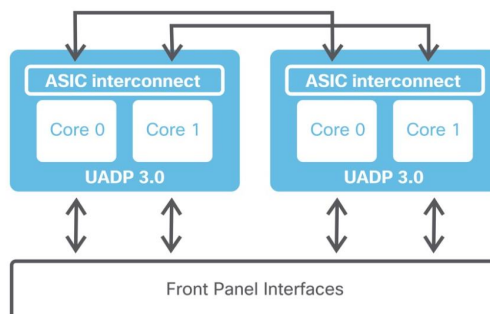 ASIC interconnect
Core 0
Core 1
UADP 3.0
ASIC interconnect
Core 0
Core 1
UADP 3.0
Front Panel Interfaces